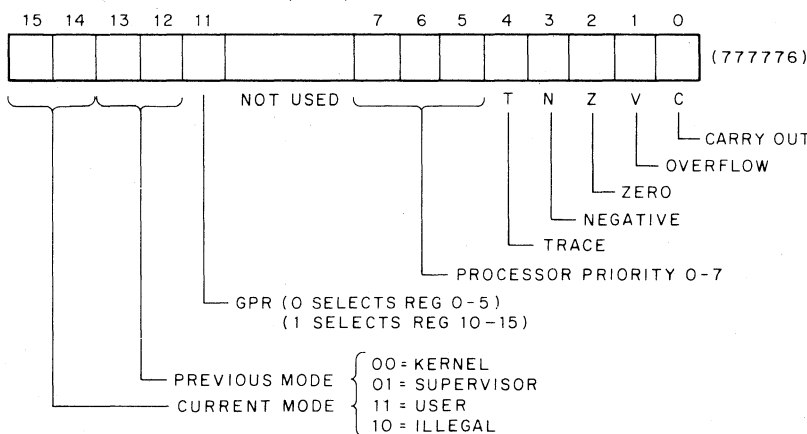 15 14 13 12 11 7 6 5 4 3 2 1 0
(777776)
NOT USED T N Z V C
CARRY OUT
OVERFLOW
ZERO
NEGATIVE
TRACE
PROCESSOR PRIORITY 0-7
GPR (0 SELECTS REG 0-5)
(1 SELECTS REG 10-15)
00 = KERNEL
PREVIOUS MODE
01 = SUPERVISOR
CURRENT MODE
11 = USER
10 = ILLEGAL